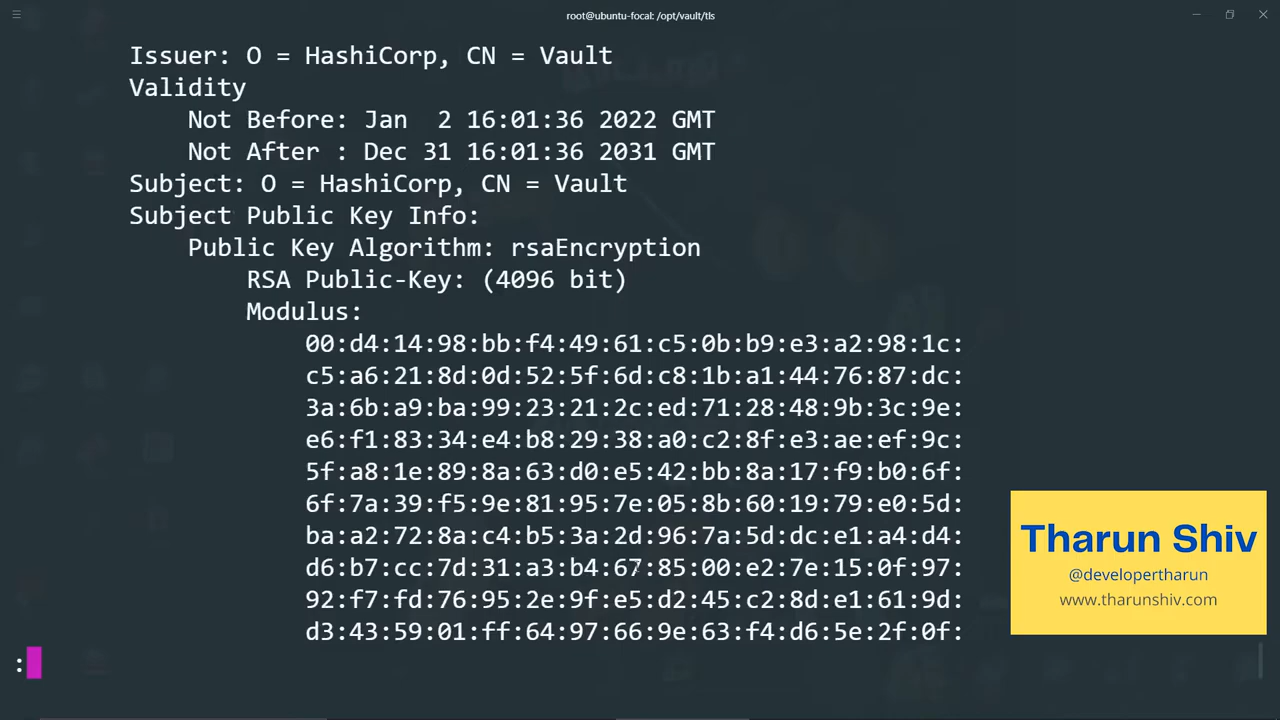 root@ubuntu-focal: /opt/vault/tls
Issuer: O = HashiCorp, CN = Vault
Validity
Not Before: Jan  2 16:01:36 2022 GMT
Not After : Dec 31 16:01:36 2031 GMT
Subject: O = HashiCorp, CN = Vault
Subject Public Key Info:
Public Key Algorithm: rsaEncryption
RSA Public-Key: (4096 bit)
Modulus:
00:d4:14:98:bb:f4:49:61:c5:0b:b9:e3:a2:98:1c:
c5:a6:21:8d:0d:52:5f:6d:c8:1b:a1:44:76:87:dc:
3a:6b:a9:ba:99:23:21:2c:ed:71:28:48:9b:3c:9e:
e6:f1:83:34:e4:b8:29:38:a0:c2:8f:e3:ae:ef:9c:
5f:a8:1e:89:8a:63:d0:e5:42:bb:8a:17:f9:b0:6f:
6f:7a:39:f5:9e:81:95:7e:05:8b:60:19:79:e0:5d:
ba:a2:72:8a:c4:b5:3a:2d:96:7a:5d:dc:e1:a4:d4:
d6:b7:cc:7d:31:a3:b4:67:85:00:e2:7e:15:0f:97:
92:f7:fd:76:95:2e:9f:e5:d2:45:c2:8d:e1:61:9d:
d3:43:59:01:ff:64:97:66:9e:63:f4:d6:5e:2f:0f:
:
Tharun Shiv
@developertharun
www.tharunshiv.com